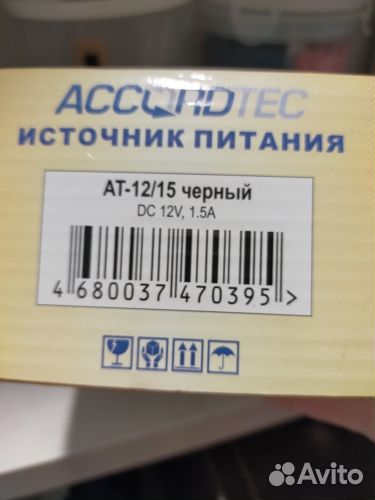 ACCORDTEC
ИСТОЧНИК ПИТАНИЯ
AT-12/15 черный
DC 12V, 1.5A
4 680037 470395 >
Avito